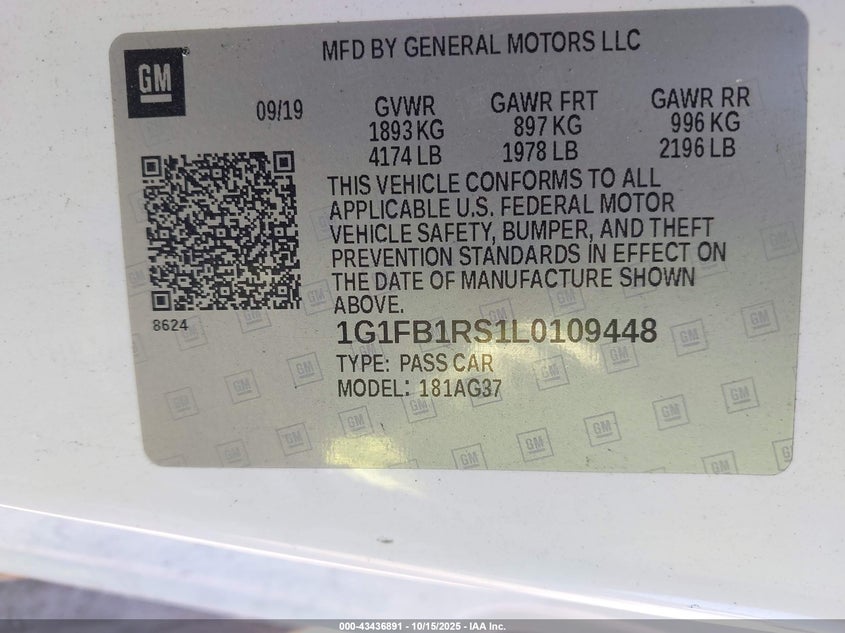 GM
MFD BY GENERAL MOTORS LLC
09/19
GVWR GAWR FRT GAWR RR
1893 KG 897 KG 996 KG
4174 LB 1978 LB 2196 LB
THIS VEHICLE CONFORMS TO ALL
APPLICABLE U.S. FEDERAL MOTOR
VEHICLE SAFETY, BUMPER, AND THEFT
PREVENTION STANDARDS IN EFFECT ON
THE DATE OF MANUFACTURE SHOWN
ABOVE.
8624
1G1FB1RS1L0109448
TYPE: PASS CAR
MODEL: 181AG37
000-43436891 - 10/15/2025 - IAA Inc.